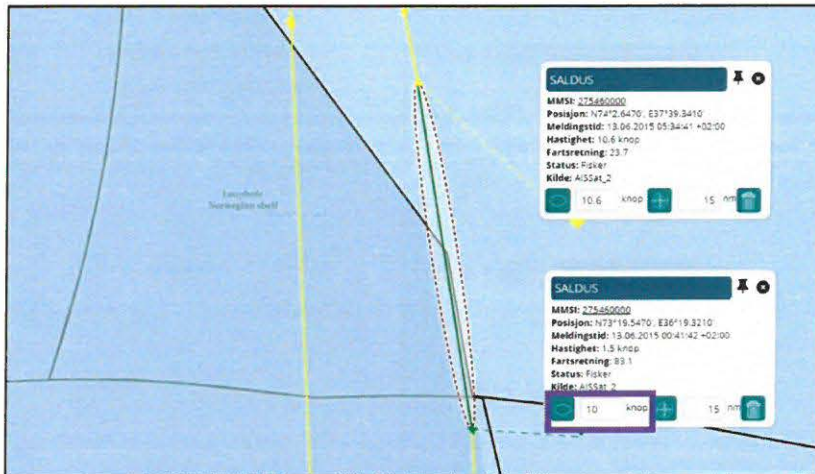 Norwegian shelf
SALDUS
MMSI: 275460000
Posisjon: N74°2.6470', E37°39.3410'
Meldingstid: 13.06.2015 05:34:41 +02:00
Hastighet: 10.6 knop
Fartsretning: 23.7
Status: Fisker
Kilde: AISSat_2
10.6 knop 15 nm
SALDUS
MMSI: 275460000
Posisjon: N73°19.5470', E36°19.3210'
Meldingstid: 13.06.2015 00:41:42 +02:00
Hastighet: 1.5 knop
Fartsretning: 83.1
Status: Fisker
Kilde: AISSat_2
10 knop 15 nm